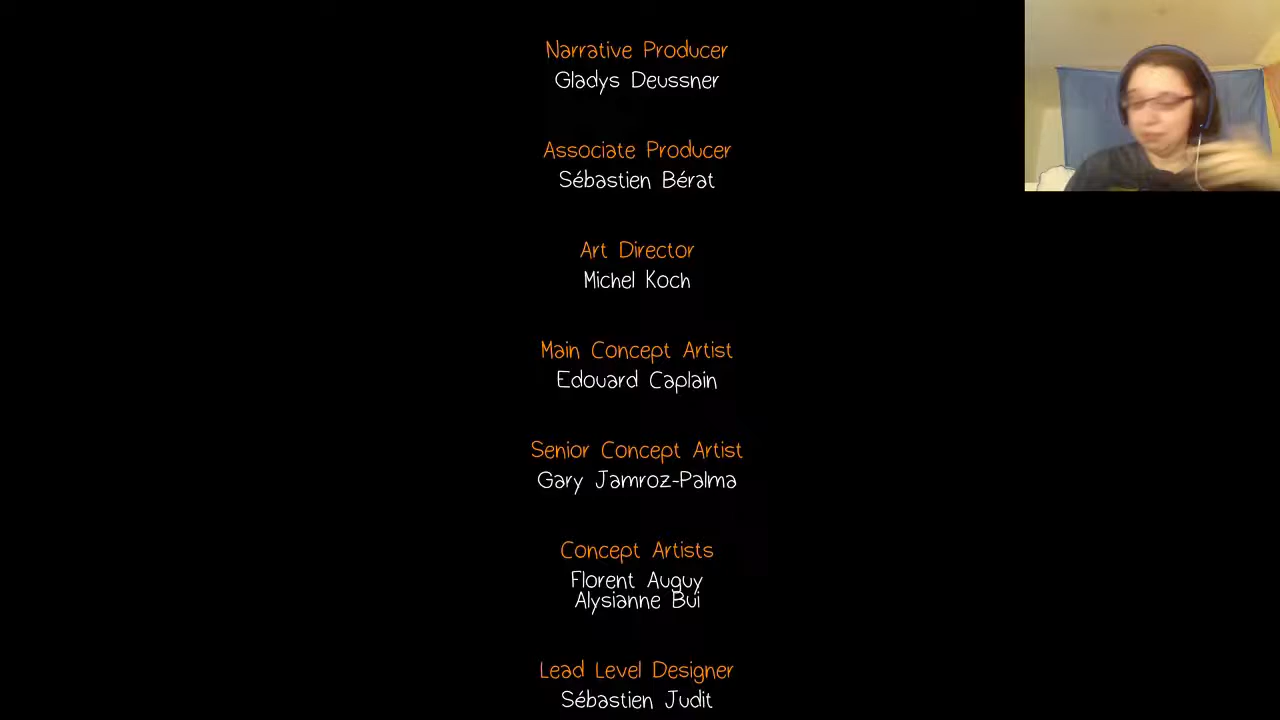 Narrative Producer
Gladys Deussner
Associate Producer
Sébastien Bérat
Art Director
Michel Koch
Main Concept Artist
Edouard Caplain
Senior Concept Artist
Gary Jamroz-Palma
Concept Artists
Florent Auguy
Alysianne Bui
Lead Level Designer
Sébastien Judit